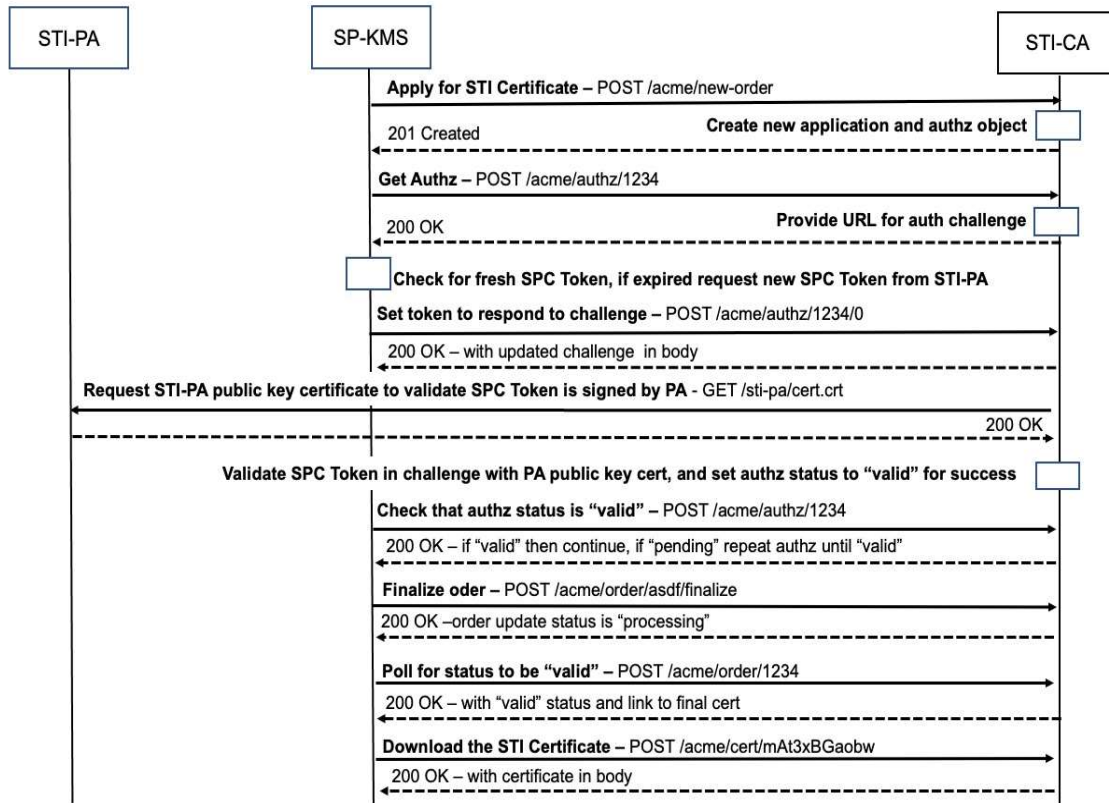 STI-PA
SP-KMS
STI-CA
Apply for STI Certificate – POST /acme/new-order
Create new application and authz object
201 Created
Get Authz – POST /acme/authz/1234
Provide URL for auth challenge
200 OK
Check for fresh SPC Token, if expired request new SPC Token from STI-PA
Set token to respond to challenge – POST /acme/authz/1234/0
200 OK – with updated challenge in body
Request STI-PA public key certificate to validate SPC Token is signed by PA - GET /sti-pa/cert.crt
200 OK
Validate SPC Token in challenge with PA public key cert, and set authz status to “valid” for success
Check that authz status is “valid” – POST /acme/authz/1234
200 OK – if “valid” then continue, if “pending” repeat authz until “valid”
Finalize oder – POST /acme/order/asdf/finalize
200 OK –order update status is “processing”
Poll for status to be “valid” – POST /acme/order/1234
200 OK – with “valid” status and link to final cert
Download the STI Certificate – POST /acme/cert/mAt3xBGaobw
200 OK – with certificate in body